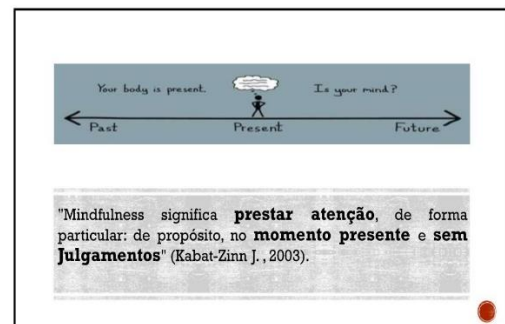 Your body is present. Is your mind?
Past Present Future
"Mindfulness significa prestar atenção, de forma
particular: de propósito, no momento presente e sem
Julgamentos" (Kabat-Zinn J. , 2003).